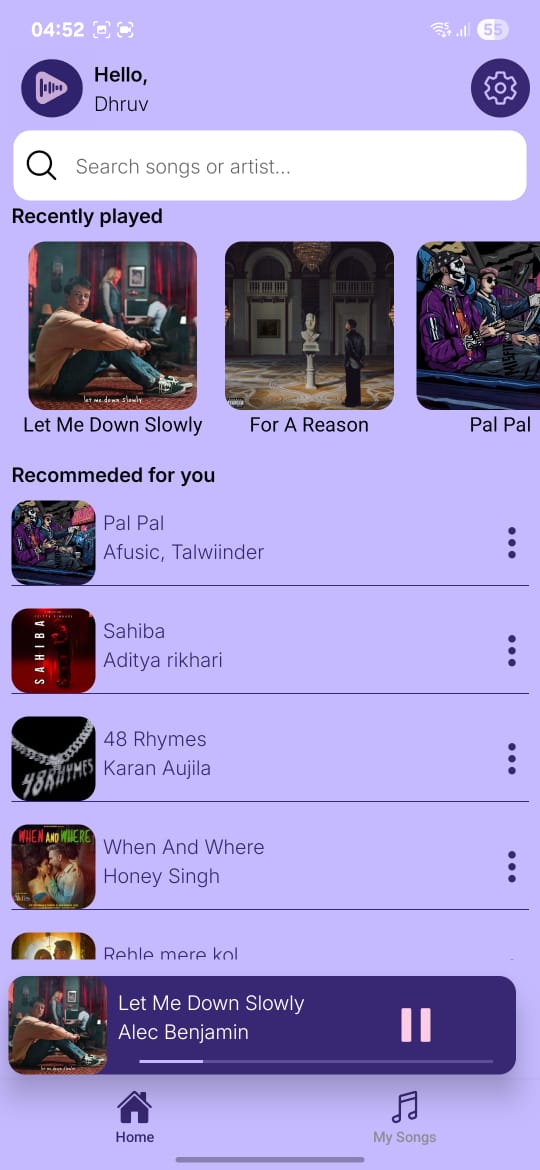 04:52
55
Hello,
Dhruv
Search songs or artist...
Recently played
let me down slowly
Let Me Down Slowly
For A Reason
Pal Pal
Recommeded for you
Pal Pal
Afusic, Talwiinder
SAHIBA
Sahiba
Aditya rikhari
48RHYMES
48 Rhymes
Karan Aujila
WHEN AND WHERE
When And Where
Honey Singh
Rehle mere kol
Let Me Down Slowly
Alec Benjamin
let me down slowly
Home
My Songs